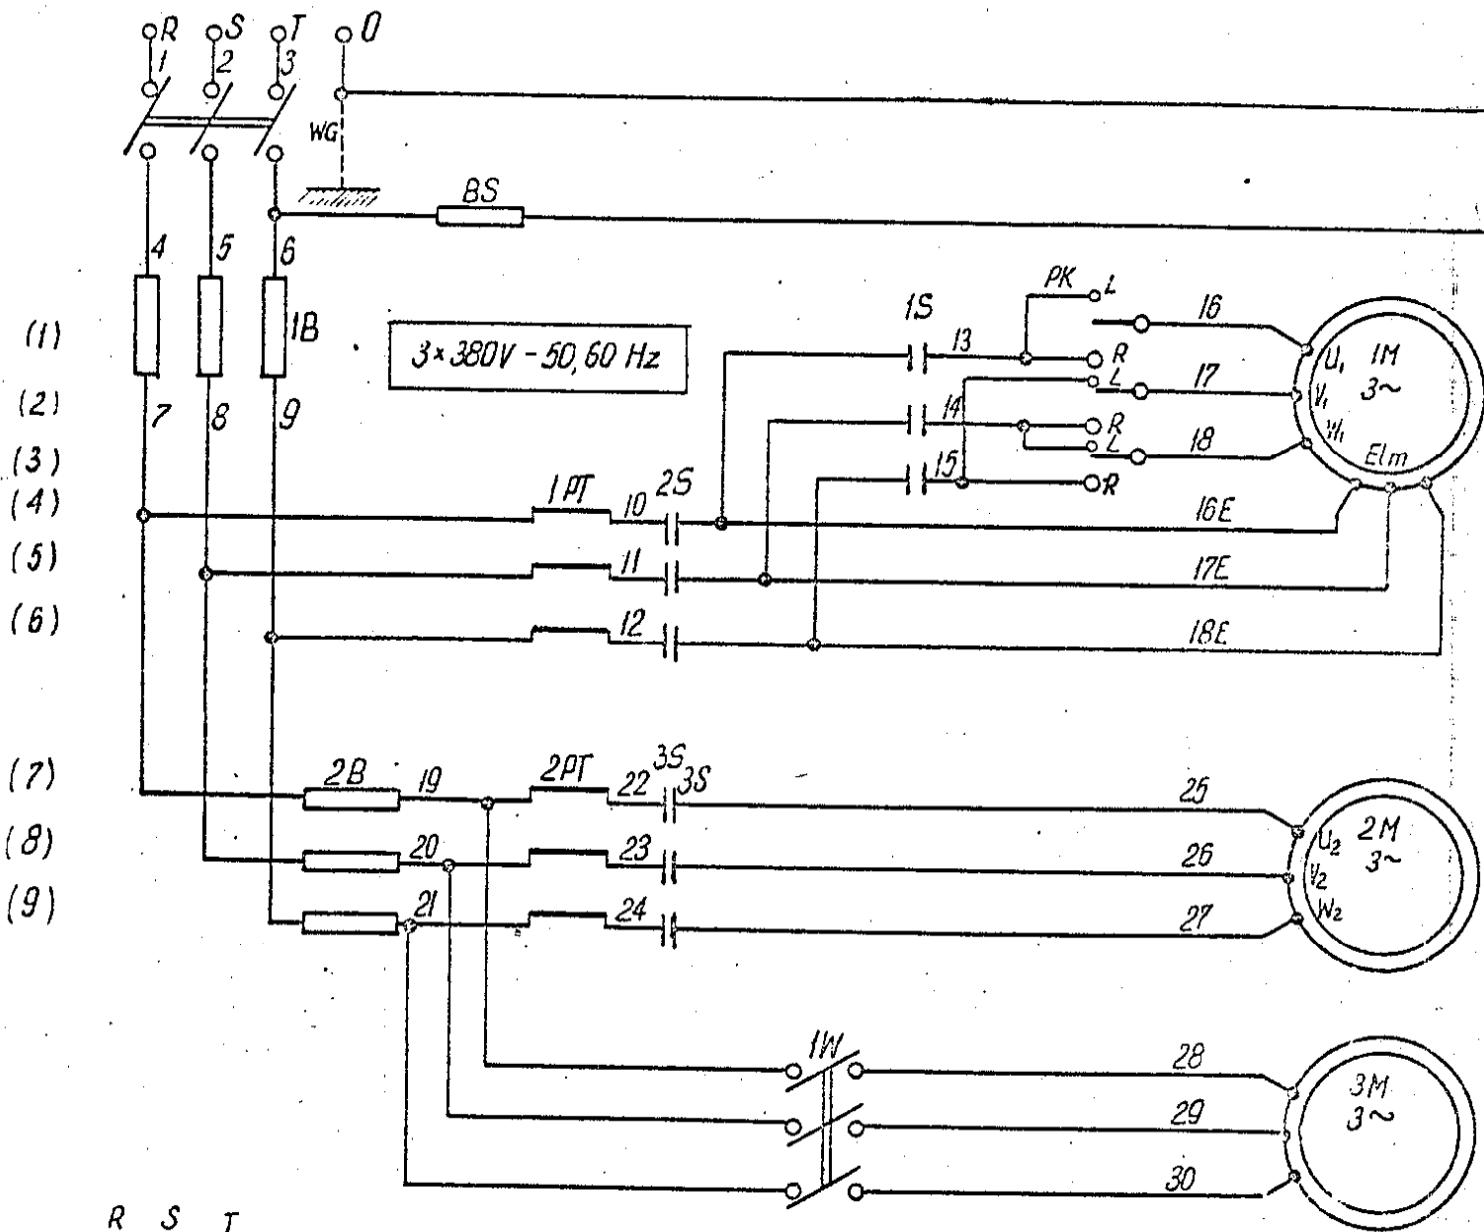 R S T 0
1 2 3
WG
BS
4 5 6
PK L
1S 13 16
(1) 1B 3×380V - 50,60 Hz R U1 1M
L 17 V1 3~
(2) 7 8 9 14 R W1
L 18
(3) 15 R Elm
(4) 1PT 10 2S 16E
(5) 11 17E
(6) 12 18E
(7) 2B 19 2PT 22 3S 3S 25
U2 2M
(8) 20 23 26 V2 3~
(9) 21 24 27 W2
1W 28 3M
29 3~
30
R S T